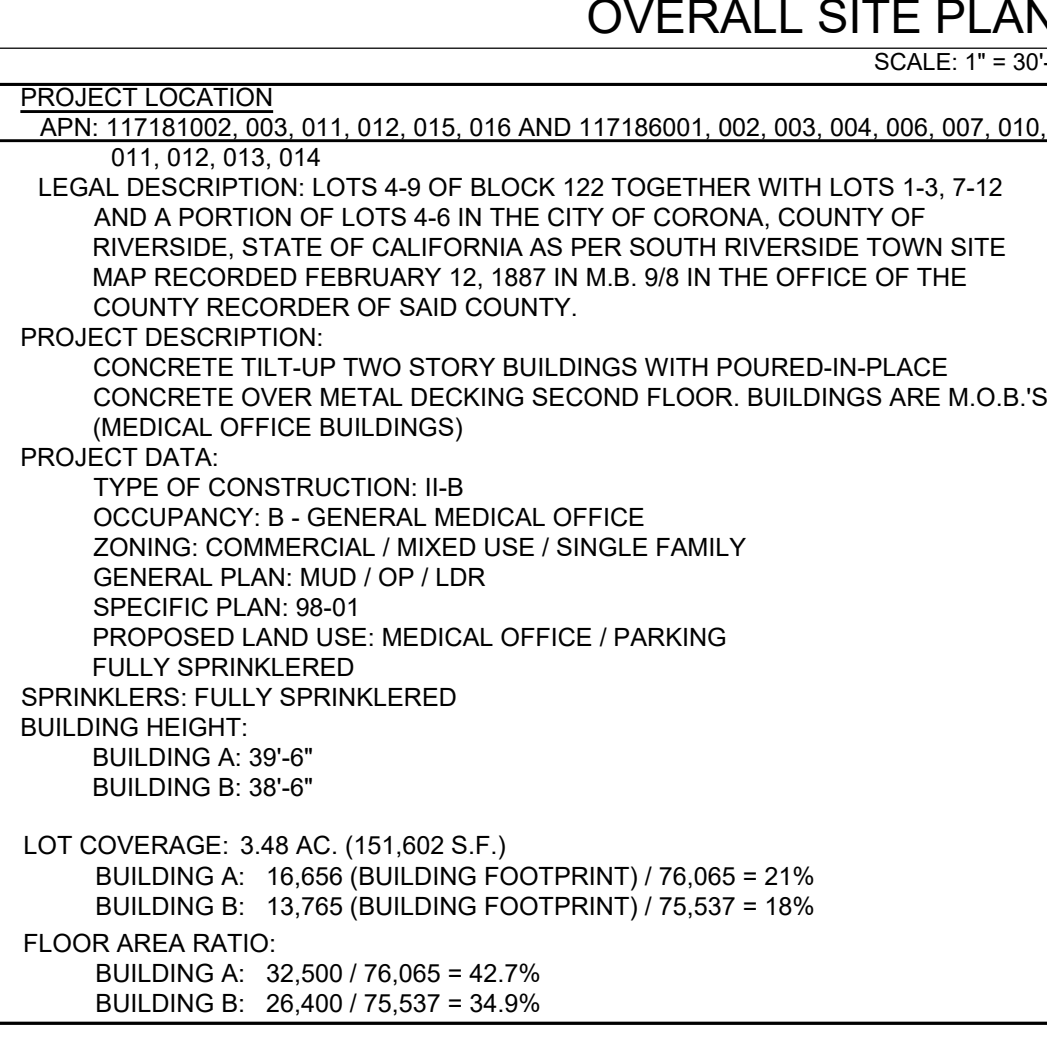 OVERALL SITE PLAN
SCALE: 1" = 30'-
PROJECT LOCATION
APN: 117181002, 003, 011, 012, 015, 016 AND 117186001, 002, 003, 004, 006, 007, 010,
011, 012, 013, 014
LEGAL DESCRIPTION: LOTS 4-9 OF BLOCK 122 TOGETHER WITH LOTS 1-3, 7-12
AND A PORTION OF LOTS 4-6 IN THE CITY OF CORONA, COUNTY OF
RIVERSIDE, STATE OF CALIFORNIA AS PER SOUTH RIVERSIDE TOWN SITE
MAP RECORDED FEBRUARY 12, 1887 IN M.B. 9/8 IN THE OFFICE OF THE
COUNTY RECORDER OF SAID COUNTY.
PROJECT DESCRIPTION:
CONCRETE TILT-UP TWO STORY BUILDINGS WITH POURED-IN-PLACE
CONCRETE OVER METAL DECKING SECOND FLOOR. BUILDINGS ARE M.O.B.'S
(MEDICAL OFFICE BUILDINGS)
PROJECT DATA:
TYPE OF CONSTRUCTION: II-B
OCCUPANCY: B - GENERAL MEDICAL OFFICE
ZONING: COMMERCIAL / MIXED USE / SINGLE FAMILY
GENERAL PLAN: MUD / OP / LDR
SPECIFIC PLAN: 98-01
PROPOSED LAND USE: MEDICAL OFFICE / PARKING
FULLY SPRINKLERED
SPRINKLERS: FULLY SPRINKLERED
BUILDING HEIGHT:
BUILDING A: 39'-6"
BUILDING B: 38'-6"
LOT COVERAGE: 3.48 AC. (151,602 S.F.)
BUILDING A: 16,656 (BUILDING FOOTPRINT) / 76,065 = 21%
BUILDING B: 13,765 (BUILDING FOOTPRINT) / 75,537 = 18%
FLOOR AREA RATIO:
BUILDING A: 32,500 / 76,065 = 42.7%
BUILDING B: 26,400 / 75,537 = 34.9%